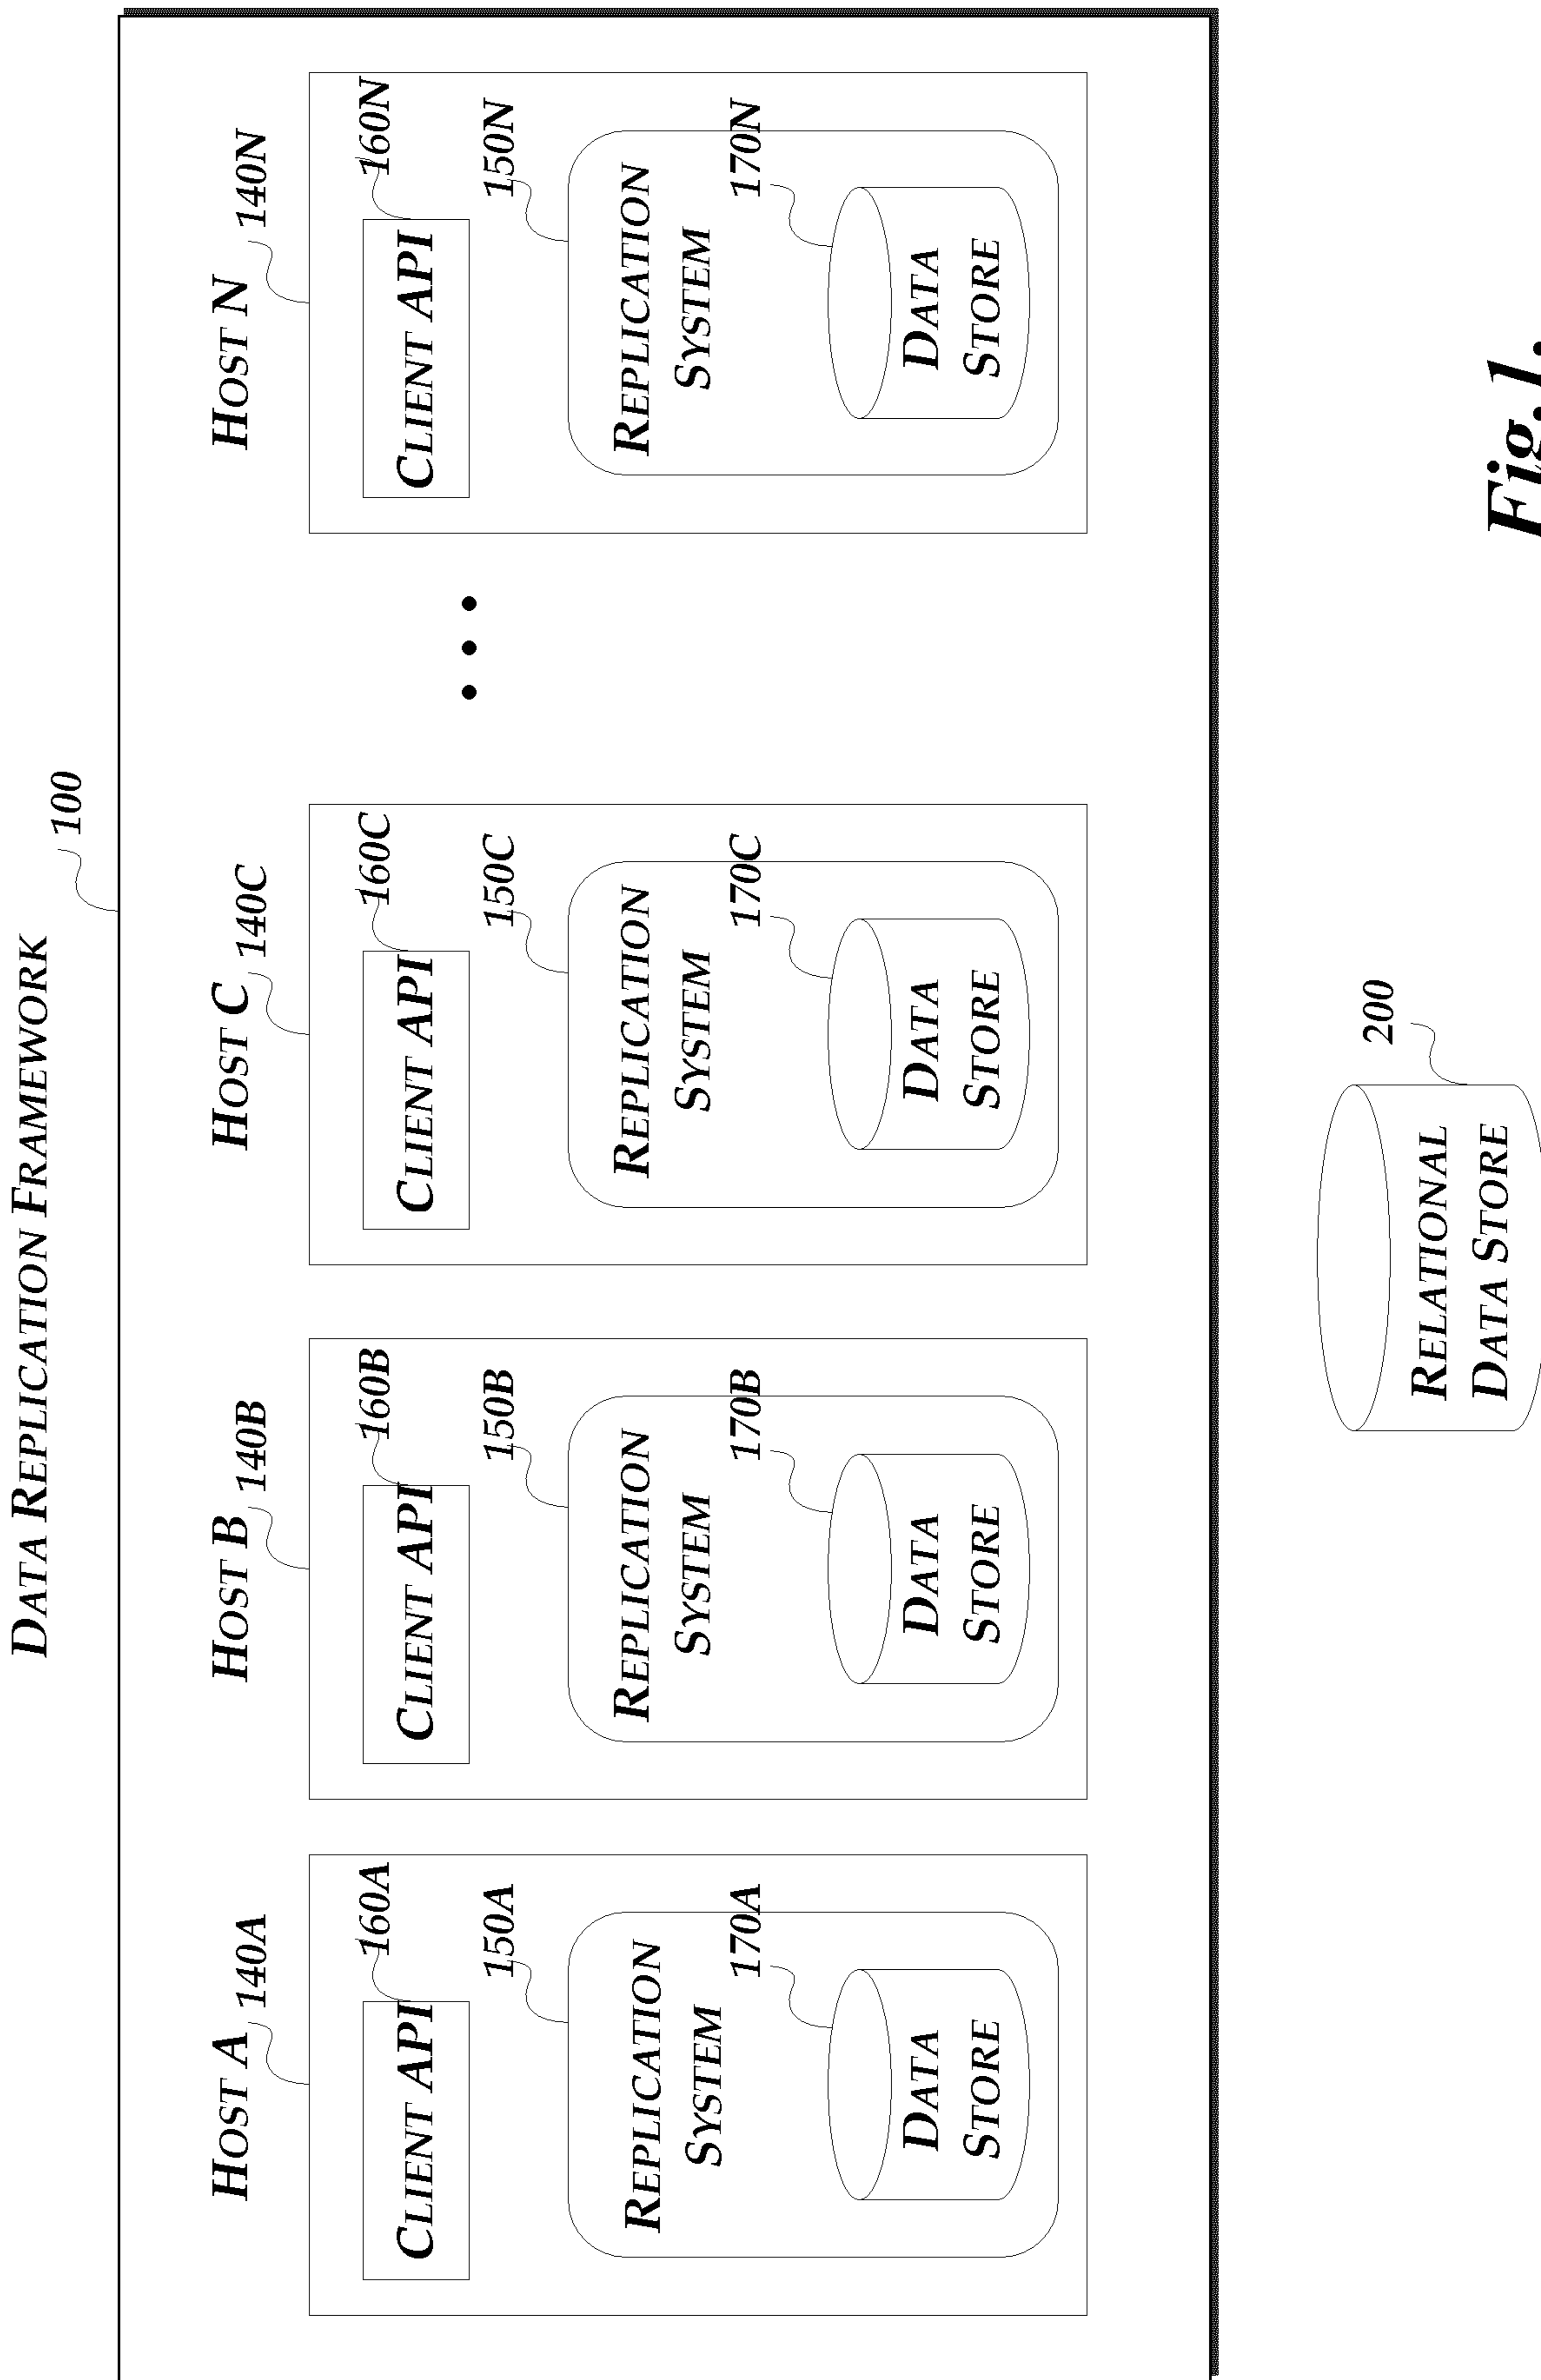 DATA REPLICATION FRAMEWORK
100
HOST A
140A
160A
CLIENT API
150A
REPLICATION
SYSTEM
170A
DATA
STORE
HOST B
140B
160B
CLIENT API
150B
REPLICATION
SYSTEM
170B
DATA
STORE
HOST C
140C
160C
CLIENT API
150C
REPLICATION
SYSTEM
170C
DATA
STORE
...
HOST N
140N
160N
CLIENT API
150N
REPLICATION
SYSTEM
170N
DATA
STORE
200
RELATIONAL
DATA STORE
Fig.1.